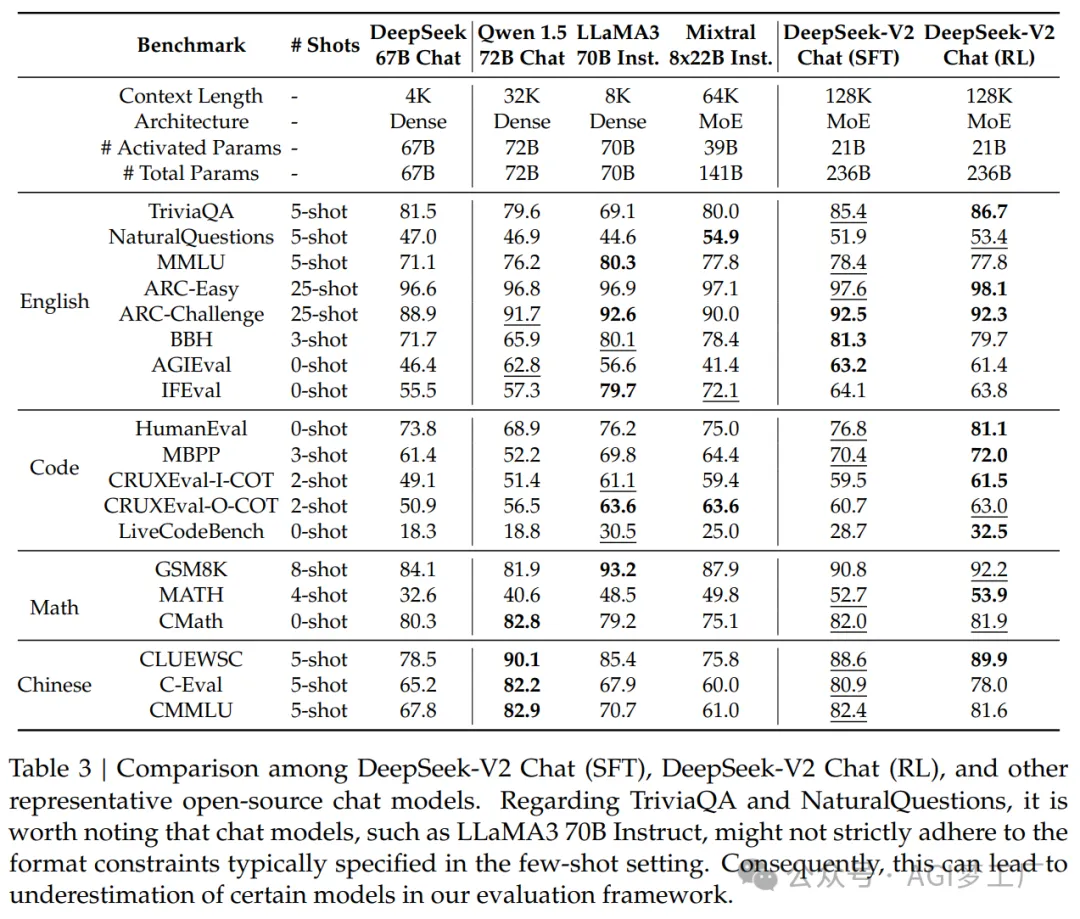 Benchmark # Shots DeepSeek 67B Chat Qwen 1.5 72B Chat LLaMA3 70B Inst. Mixtral 8x22B Inst. DeepSeek-V2 Chat (SFT) DeepSeek-V2 Chat (RL)
Context Length - 4K 32K 8K 64K 128K 128K
Architecture - Dense Dense Dense MoE MoE MoE
# Activated Params - 67B 72B 70B 39B 21B 21B
# Total Params - 67B 72B 70B 141B 236B 236B
English
TriviaQA 5-shot 81.5 79.6 69.1 80.0 85.4 86.7
NaturalQuestions 5-shot 47.0 46.9 44.6 54.9 51.9 53.4
MMLU 5-shot 71.1 76.2 80.3 77.8 78.4 77.8
ARC-Easy 25-shot 96.6 96.8 96.9 97.1 97.6 98.1
ARC-Challenge 25-shot 88.9 91.7 92.6 90.0 92.5 92.3
BBH 3-shot 71.7 65.9 80.1 78.4 81.3 79.7
AGIEval 0-shot 46.4 62.8 56.6 41.4 63.2 61.4
IFEval 0-shot 55.5 57.3 79.7 72.1 64.1 63.8
Code
HumanEval 0-shot 73.8 68.9 76.2 75.0 76.8 81.1
MBPP 3-shot 61.4 52.2 69.8 64.4 70.4 72.0
CRUXEval-I-COT 2-shot 49.1 51.4 61.1 59.4 59.5 61.5
CRUXEval-O-COT 2-shot 50.9 56.5 63.6 63.6 60.7 63.0
LiveCodeBench 0-shot 18.3 18.8 30.5 25.0 28.7 32.5
Math
GSM8K 8-shot 84.1 81.9 93.2 87.9 90.8 92.2
MATH 4-shot 32.6 40.6 48.5 49.8 52.7 53.9
CMath 0-shot 80.3 82.8 79.2 75.1 82.0 81.9
Chinese
CLUEWSC 5-shot 78.5 90.1 85.4 75.8 88.6 89.9
C-Eval 5-shot 65.2 82.2 67.9 60.0 80.9 78.0
CMMLU 5-shot 67.8 82.9 70.7 61.0 82.4 81.6
Table 3 | Comparison among DeepSeek-V2 Chat (SFT), DeepSeek-V2 Chat (RL), and other
representative open-source chat models. Regarding TriviaQA and NaturalQuestions, it is
worth noting that chat models, such as LLaMA3 70B Instruct, might not strictly adhere to the
format constraints typically specified in the few-shot setting. Consequently, this can lead to
underestimation of certain models in our evaluation framework.
公众号 · AGI梦工厂